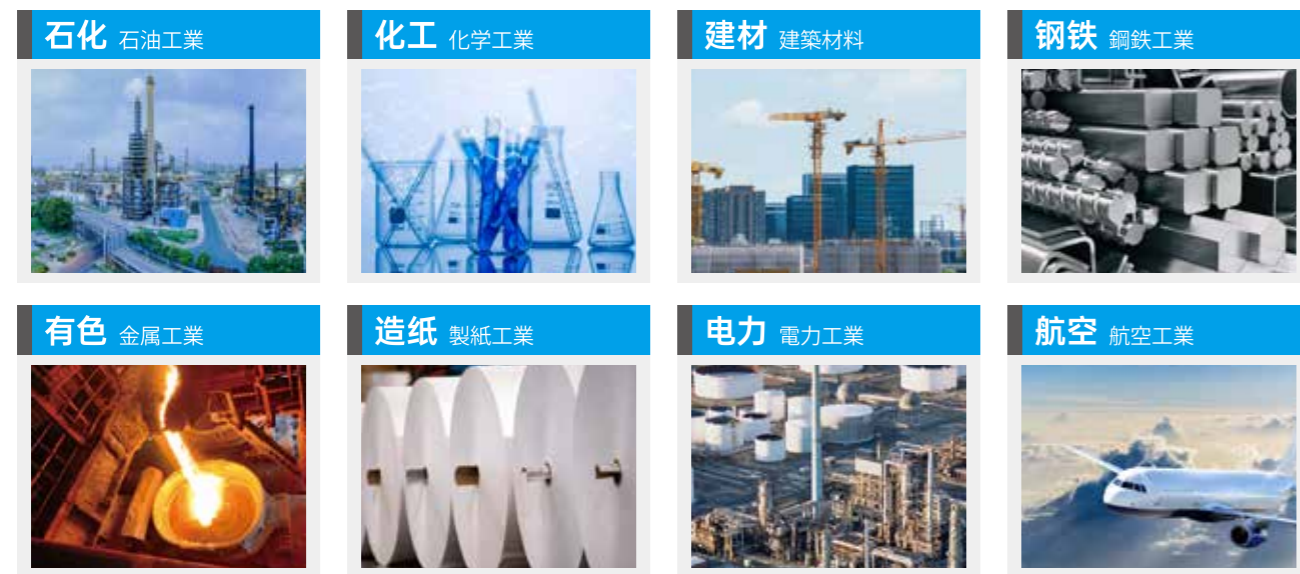 石化 石油工業
化工 化学工業
建材 建築材料
钢铁 鋼鉄工業
有色 金属工業
造纸 製紙工業
电力 電力工業
航空 航空工業